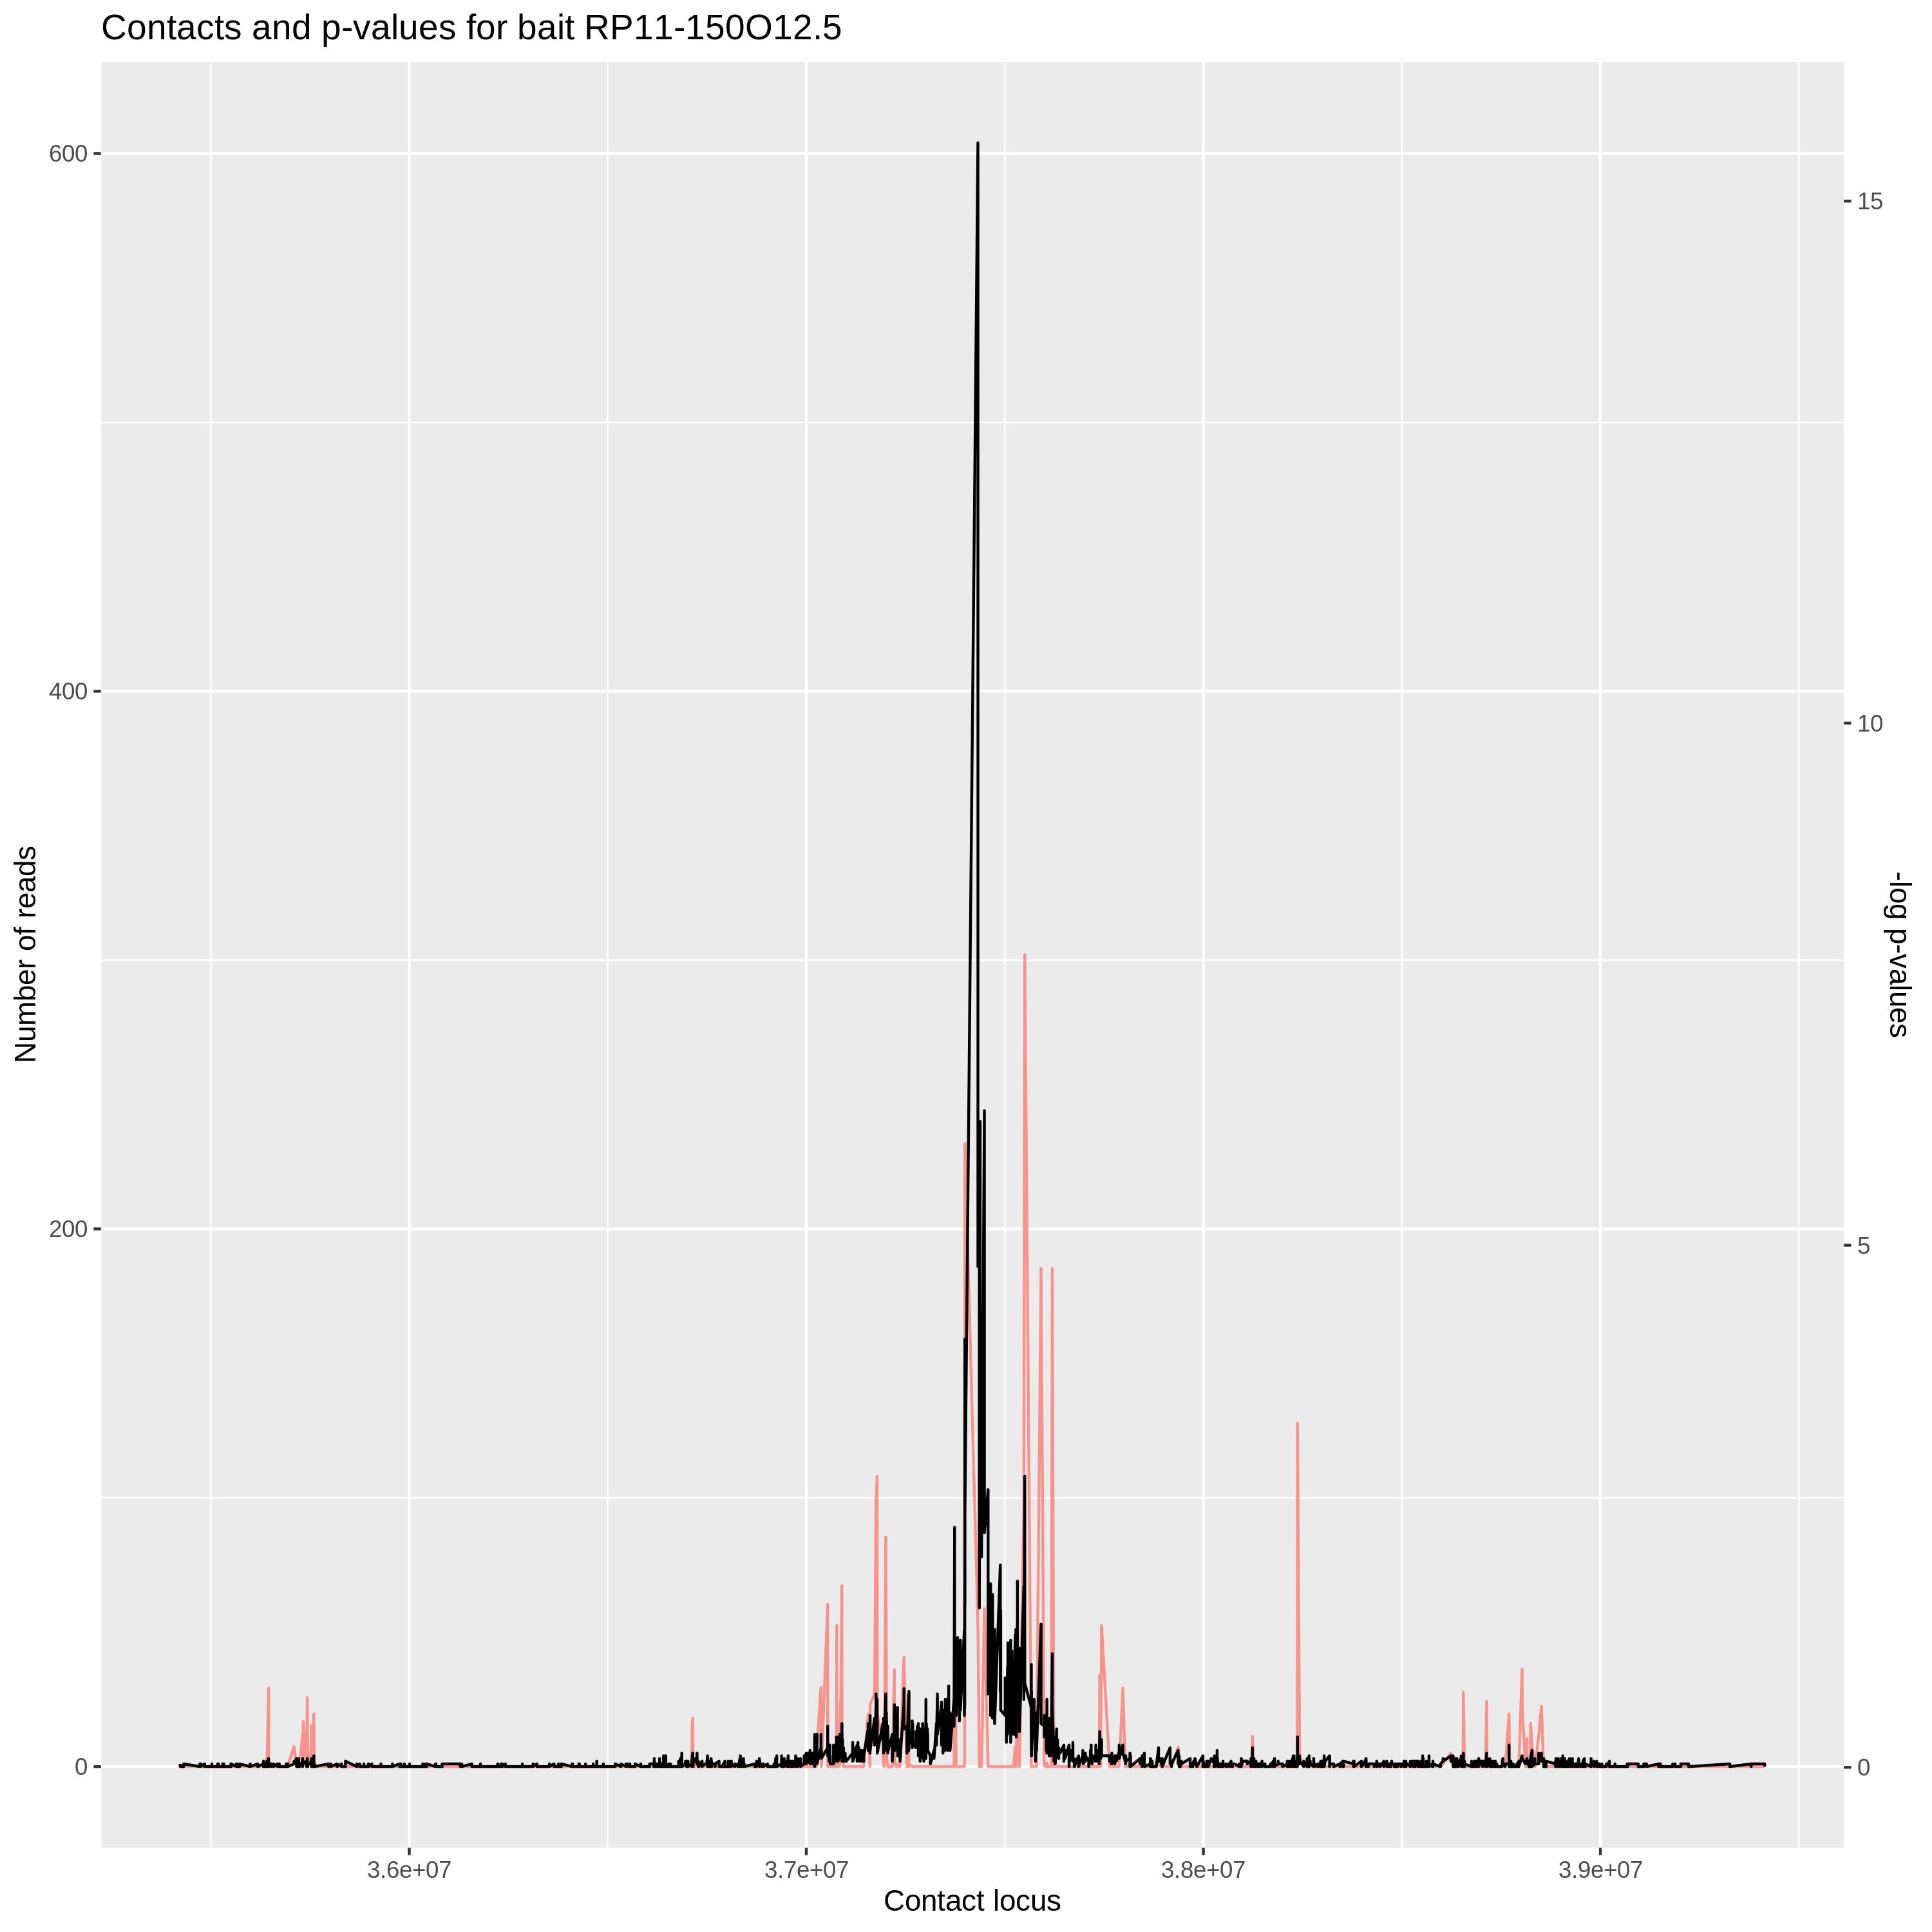 Contacts and p-values for bait RP11-150O12.5
600
400
200
0
15
10
5
0
Number of reads
-log p-values
3.6e+07
3.7e+07
3.8e+07
3.9e+07
Contact locus